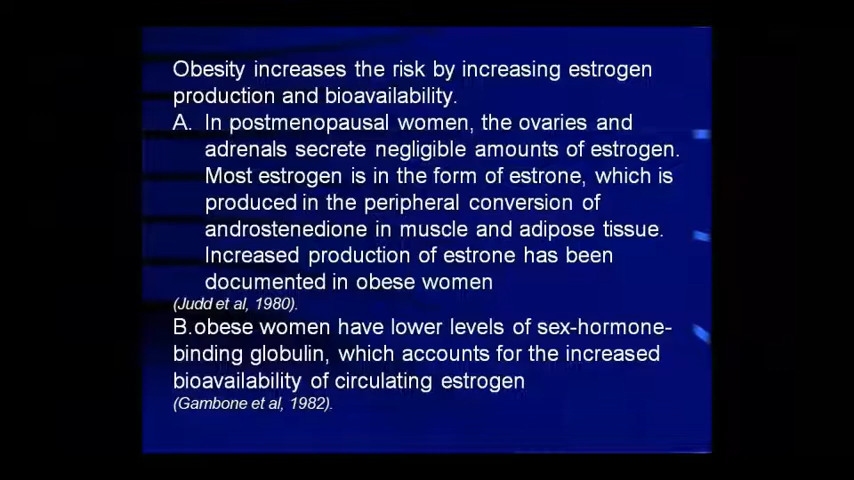 Obesity increases the risk by increasing estrogen
production and bioavailability.
A. In postmenopausal women, the ovaries and
adrenals secrete negligible amounts of estrogen.
Most estrogen is in the form of estrone, which is
produced in the peripheral conversion of
androstenedione in muscle and adipose tissue.
Increased production of estrone has been
documented in obese women
(Judd et al, 1980).
B.obese women have lower levels of sex-hormone-
binding globulin, which accounts for the increased
bioavailability of circulating estrogen
(Gambone et al, 1982).